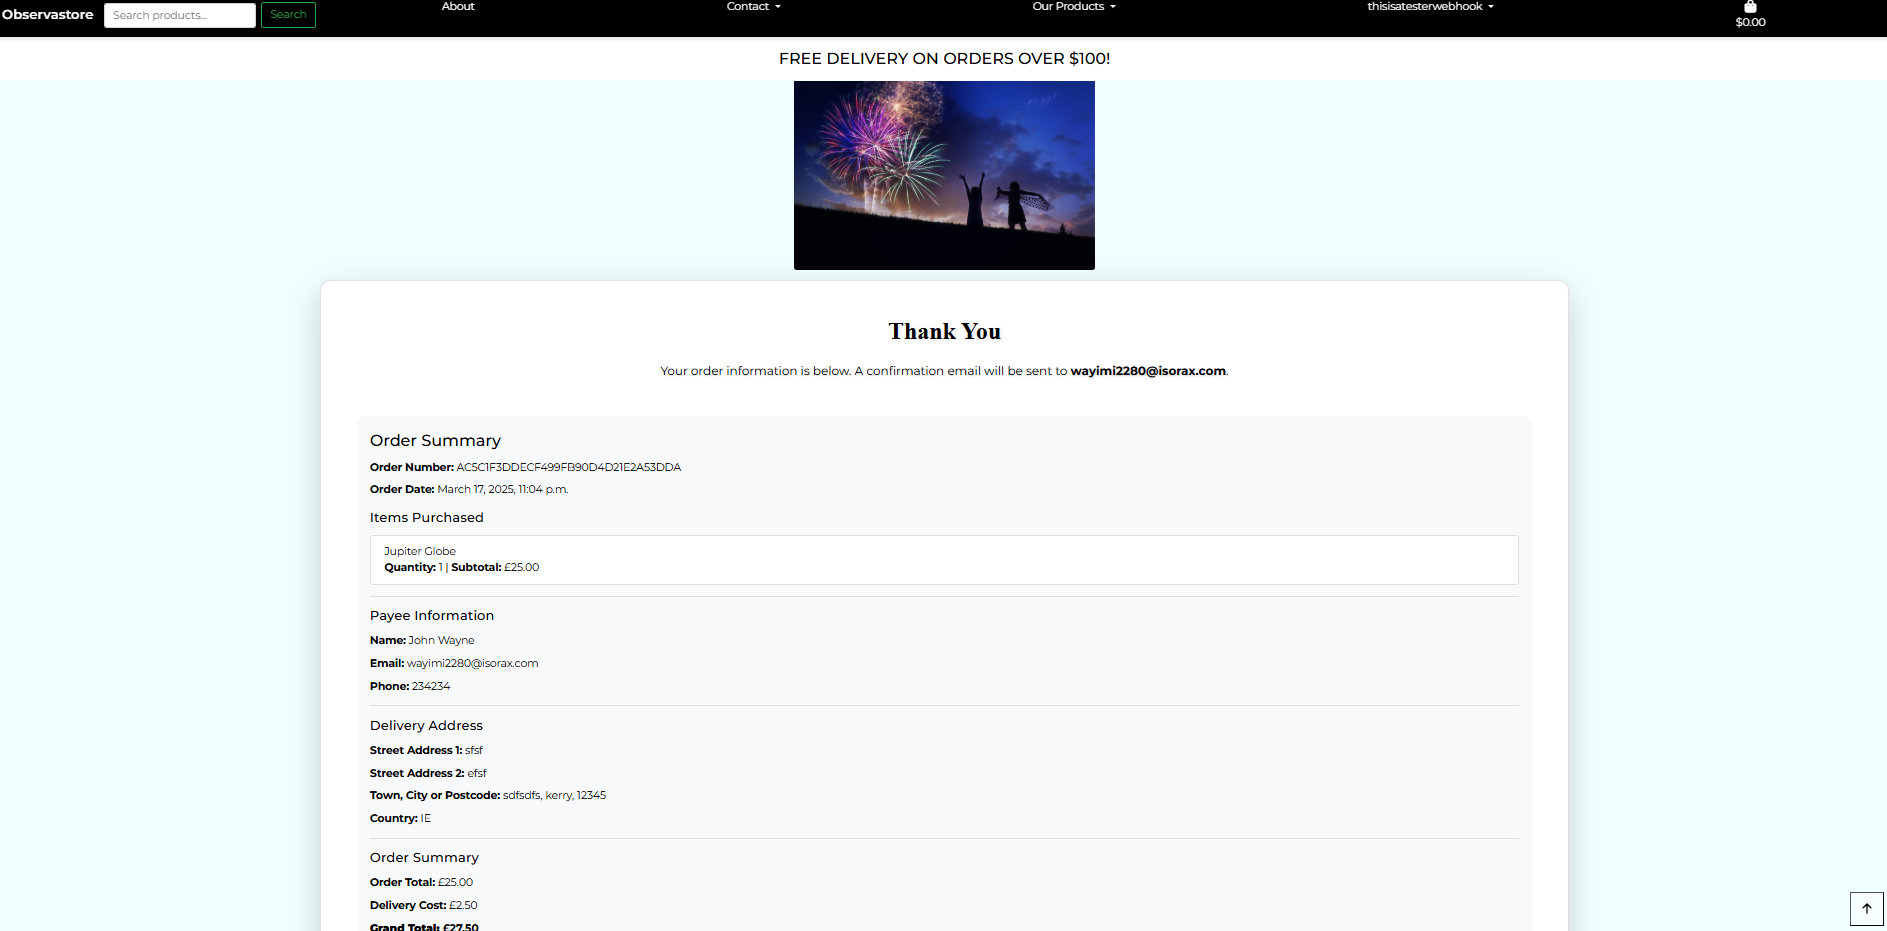 Observastore
Search products...
Search
About
Contact
Our Products
thisisatesterwebhook
$0.00
FREE DELIVERY ON ORDERS OVER $100!
Thank You
Your order information is below. A confirmation email will be sent to wayimi2280@isorax.com.
Order Summary
Order Number: AC5C1F3DDECF499FB90D4D21E2A53DDA
Order Date: March 17, 2025, 11:04 p.m.
Items Purchased
Jupiter Globe
Quantity: 1 | Subtotal: £25.00
Payee Information
Name: John Wayne
Email: wayimi2280@isorax.com
Phone: 234234
Delivery Address
Street Address 1: sfsf
Street Address 2: efsf
Town, City or Postcode: sdfsdfs, kerry, 12345
Country: IE
Order Summary
Order Total: £25.00
Delivery Cost: £2.50
Grand Total: £27.50